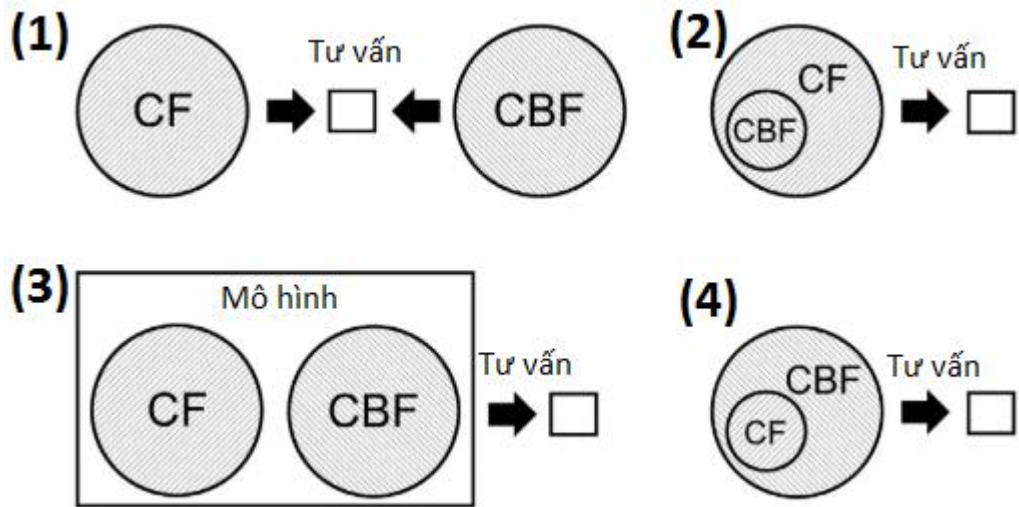 (1)
CF
Tư vấn
CBF
(2)
CF
CBF
Tư vấn
(3)
Mô hình
CF
CBF
Tư vấn
(4)
CBF
CF
Tư vấn